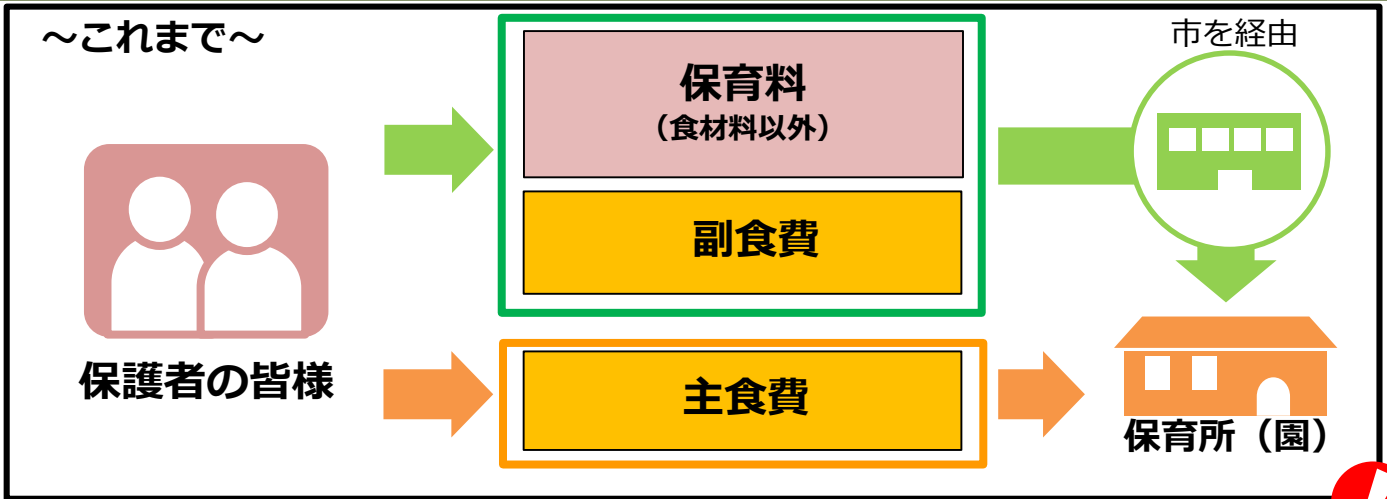 ～これまで～
市を経由
保育料
（食材料以外）
副食費
保護者の皆様
主食費
保育所（園）